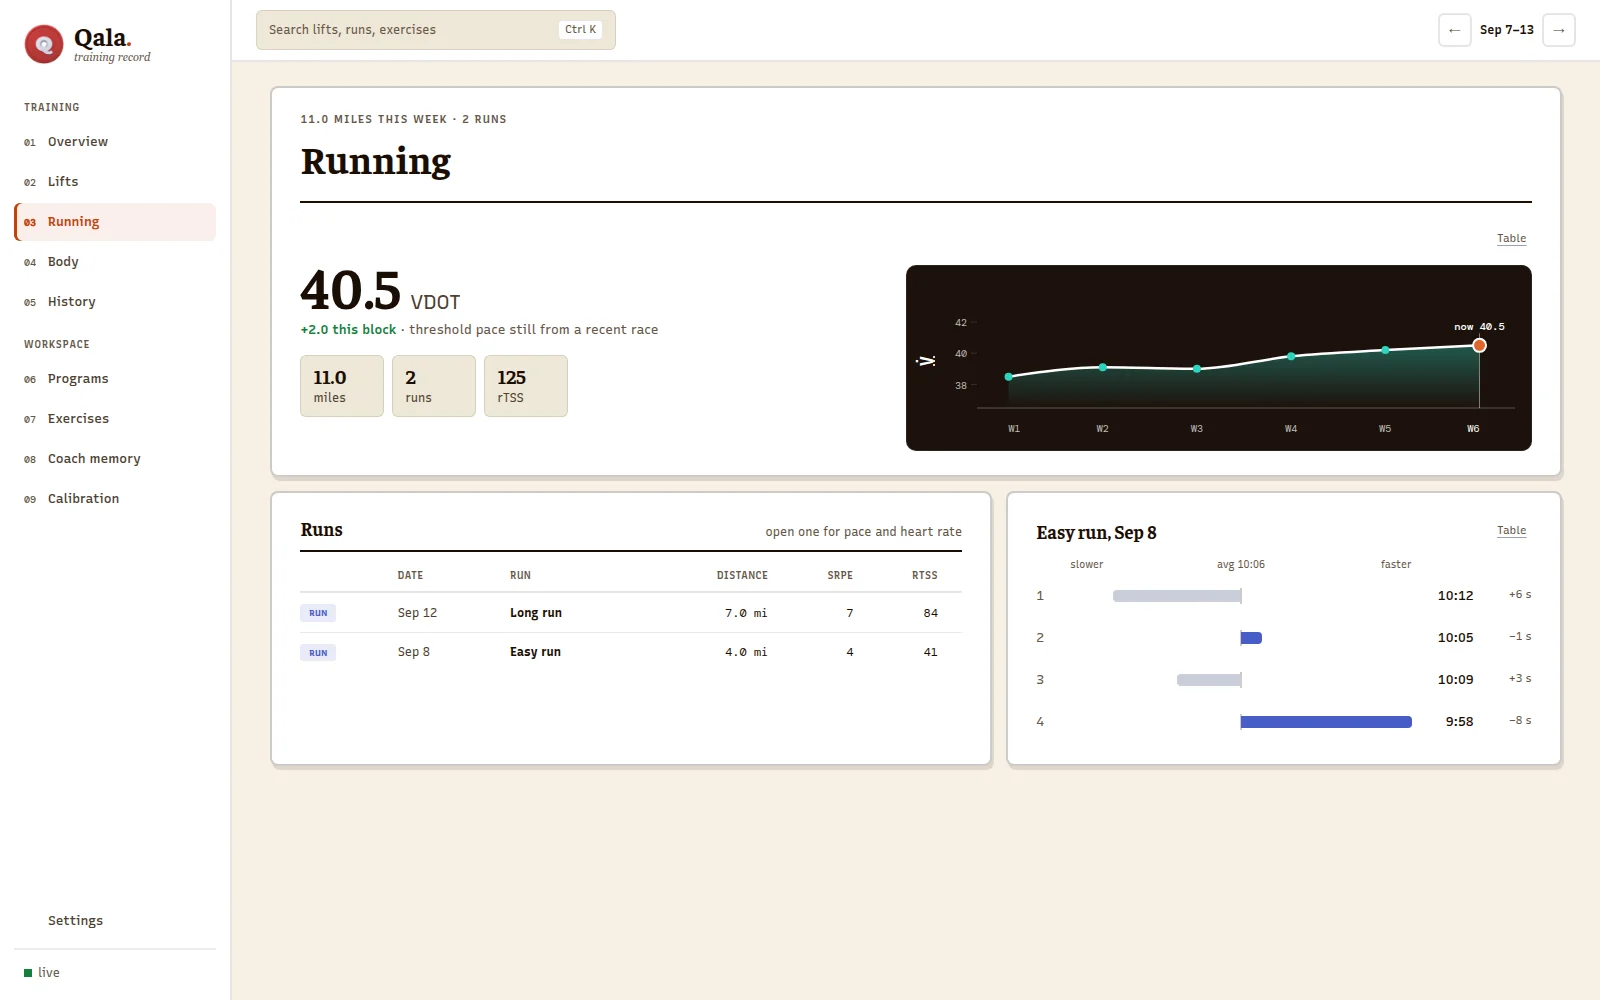 Q
Qala.
training record
Search lifts, runs, exercises
Ctrl K
←
Sep 7–13
→
TRAINING
01 Overview
02 Lifts
03 Running
04 Body
05 History
WORKSPACE
06 Programs
07 Exercises
08 Coach memory
09 Calibration
Settings
live
11.0 MILES THIS WEEK · 2 RUNS
Running
Table
40.5 VDOT
+2.0 this block · threshold pace still from a recent race
11.0
miles
2
runs
125
rTSS
42
40
38
now 40.5
W1 W2 W3 W4 W5 W6
Runs
open one for pace and heart rate
DATE RUN DISTANCE SRPE RTSS
RUN Sep 12 Long run 7.0 mi 7 84
RUN Sep 8 Easy run 4.0 mi 4 41
Easy run, Sep 8
Table
slower avg 10:06 faster
1 10:12 +6 s
2 10:05 −1 s
3 10:09 +3 s
4 9:58 −8 s